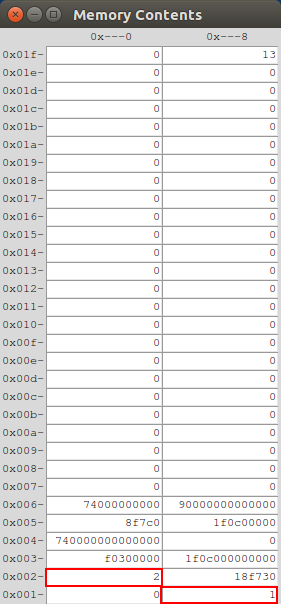 Memory Contents
0x---0 0x---8
0x01f- 0 13
0x01e- 0 0
0x01d- 0 0
0x01c- 0 0
0x01b- 0 0
0x01a- 0 0
0x019- 0 0
0x018- 0 0
0x017- 0 0
0x016- 0 0
0x015- 0 0
0x014- 0 0
0x013- 0 0
0x012- 0 0
0x011- 0 0
0x010- 0 0
0x00f- 0 0
0x00e- 0 0
0x00d- 0 0
0x00c- 0 0
0x00b- 0 0
0x00a- 0 0
0x009- 0 0
0x008- 0 0
0x007- 0 0
0x006- 74000000000 90000000000000
0x005- 8f7c0 1f0c00000
0x004- 740000000000000 0
0x003- f0300000 1f0c000000000
0x002- 2 18f730
0x001- 0 1